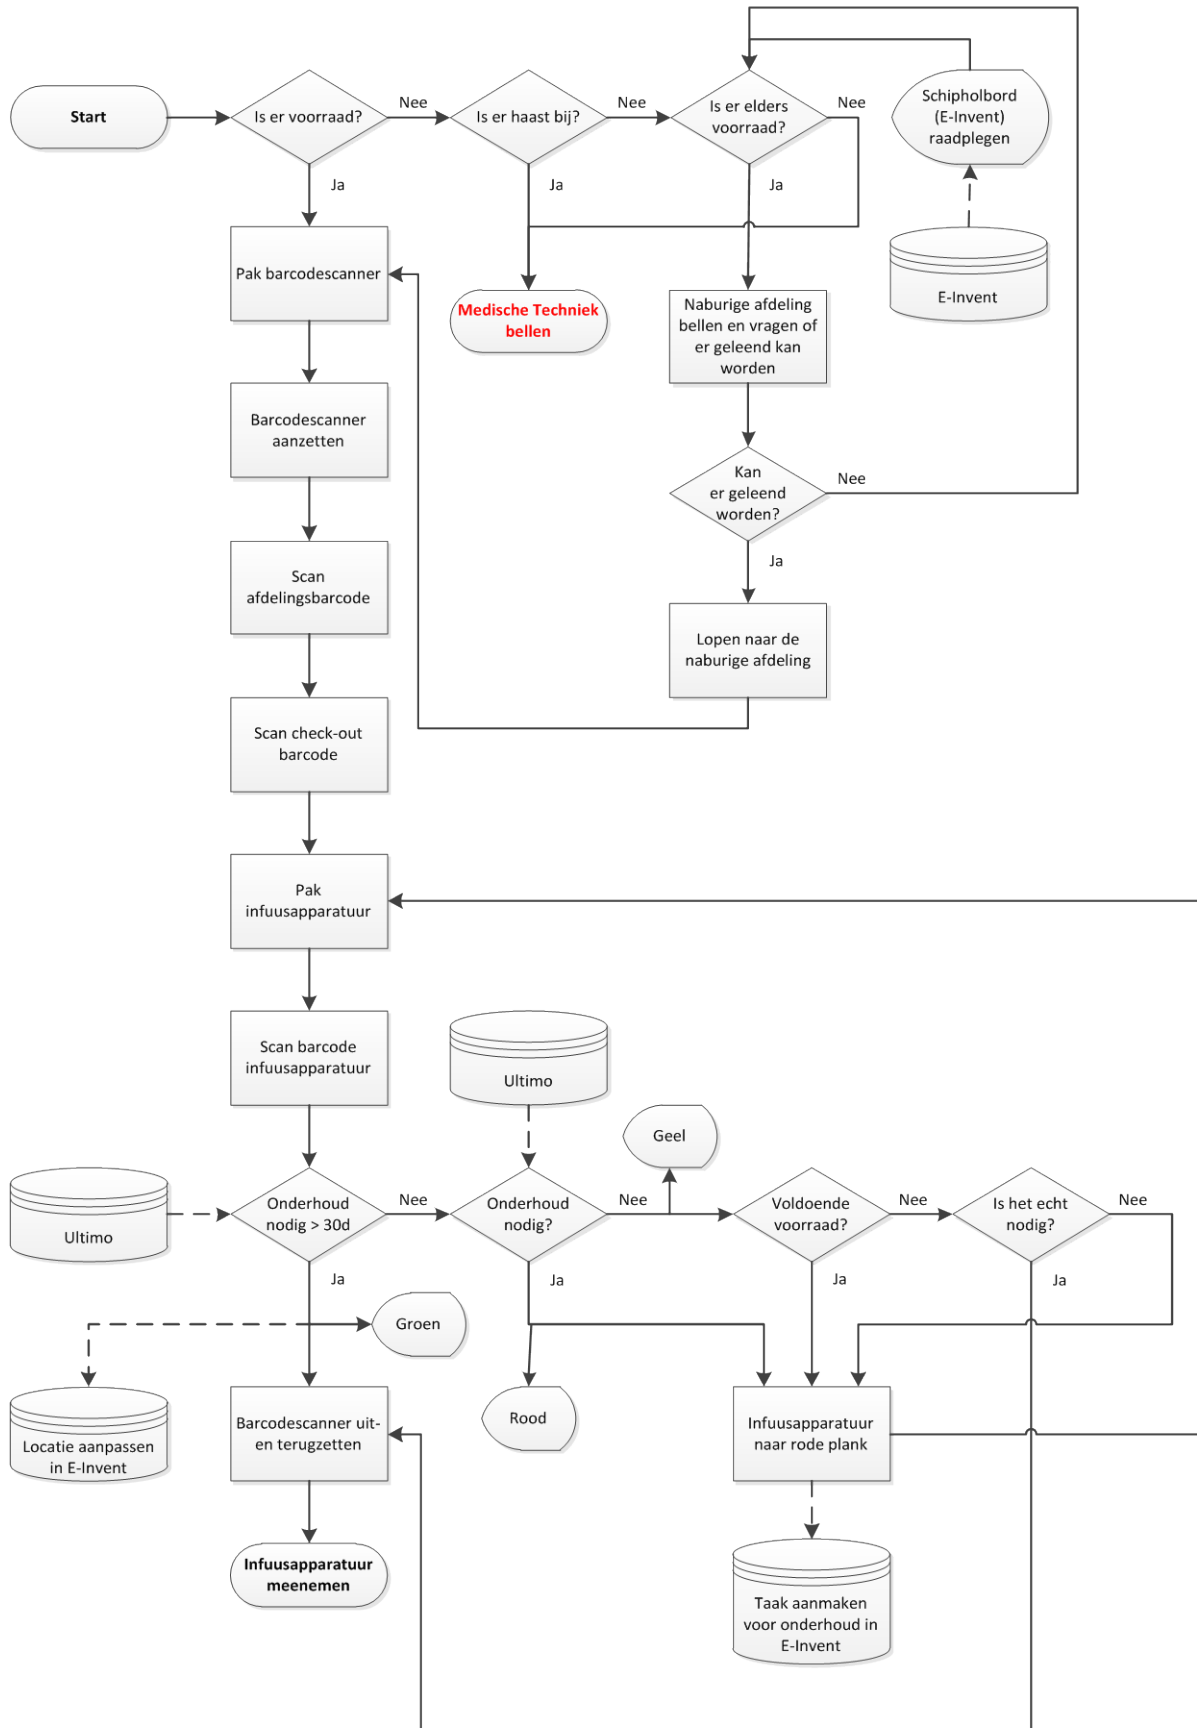 Start
Is er voorraad?
Nee
Is er haast bij?
Nee
Is er elders
voorraad?
Nee
Schipholbord
(E-Invent)
raadplegen
Ja
Ja
Ja
Pak barcodescanner
Medische Techniek
bellen
Naburige afdeling
bellen en vragen of
er geleend kan
worden
E-Invent
Barcodescanner
aanzetten
Kan
er geleend
worden?
Nee
Ja
Scan
afdelingsbarcode
Lopen naar de
naburige afdeling
Scan check-out
barcode
Pak
infuusapparatuur
Scan barcode
infuusapparatuur
Ultimo
Geel
Ultimo
Onderhoud
nodig > 30d
Nee
Onderhoud
nodig?
Nee
Voldoende
voorraad?
Nee
Is het echt
nodig?
Nee
Ja
Ja
Ja
Ja
Groen
Locatie aanpassen
in E-Invent
Barcodescanner uit-
en terugzetten
Rood
Infuusapparatuur
naar rode plank
Infuusapparatuur
meenemen
Taak aanmaken
voor onderhoud in
E-Invent